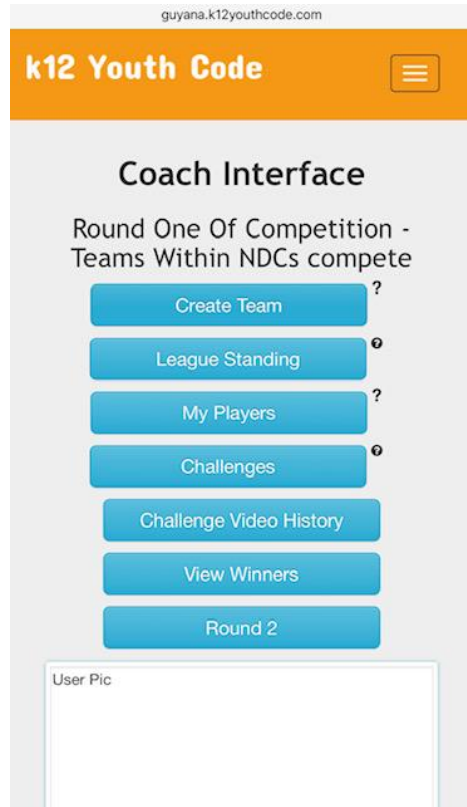 guyana.k12youthcode.com
k12 Youth Code
Coach Interface
Round One Of Competition -
Teams Within NDCs compete
Create Team
?
League Standing
?
My Players
?
Challenges
?
Challenge Video History
View Winners
Round 2
User Pic